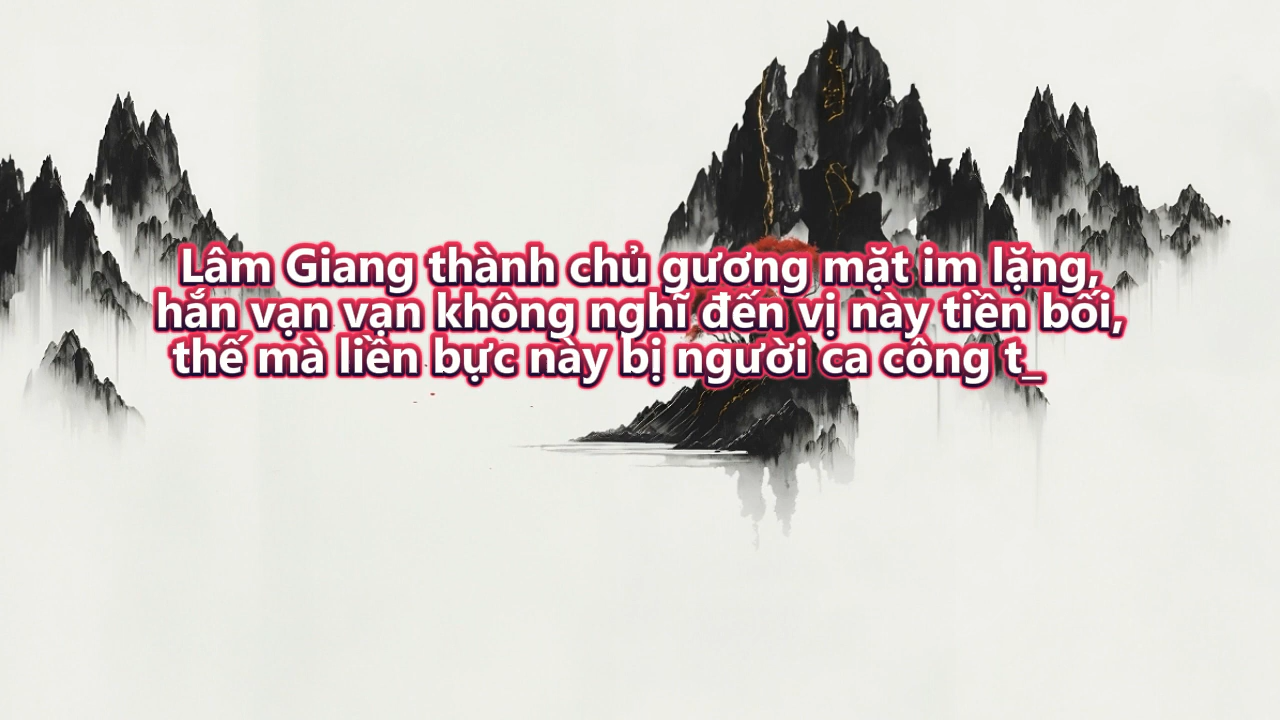 Lâm Giang thành chủ gương mặt im lặng,
hắn vạn vạn không nghĩ đến vị này tiền bối,
thế mà liền bực này bị người ca công t_